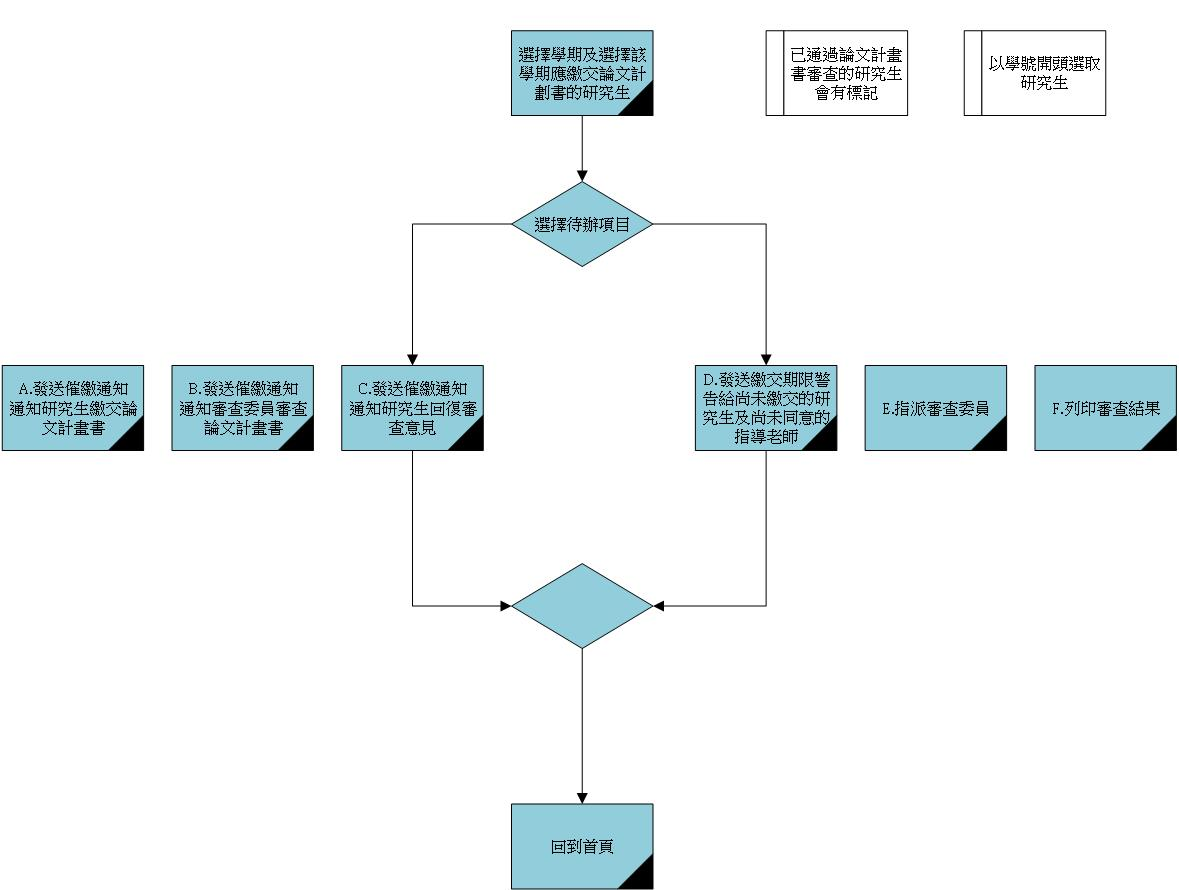 選擇學期及選擇該
學期應繳交論文計
劃書的研究生
已通過論文計畫
書審查的研究生
會有標記
以學號開頭選取
研究生
選擇待辦項目
A.發送催繳通知
通知研究生繳交論
文計畫書
B.發送催繳通知
通知審查委員審查
論文計畫書
C.發送催繳通知
通知研究生回復審
查意見
D.發送繳交期限警
告給尚未繳交的研
究生及尚未同意的
指導老師
E.指派審查委員
F.列印審查結果
回到首頁